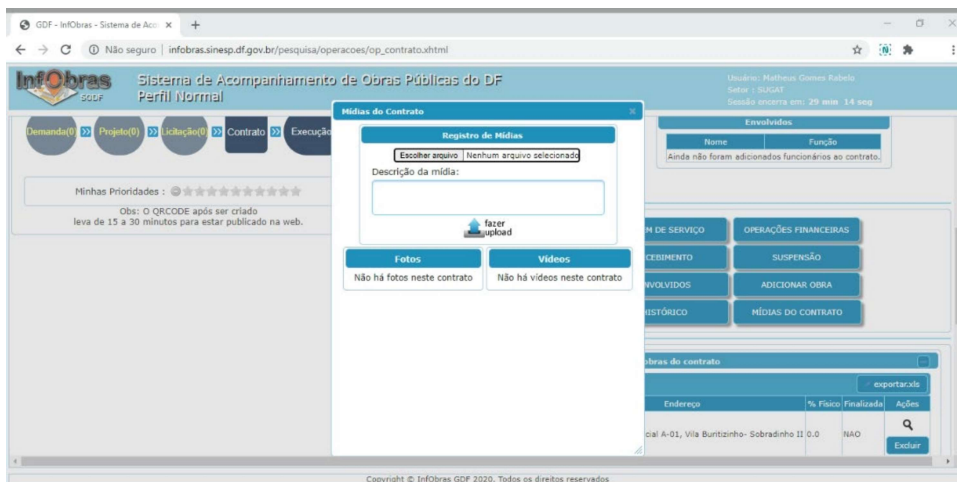 GDF - InfObras - Sistema de Aco
Não seguro | infobras.sinesp.df.gov.br/pesquisa/operacoes/op_contrato.xhtml
InfObras
SGDF
Sistema de Acompanhamento de Obras Públicas do DF
Perfil Normal
Usuário: Matheus Gomes Rabelo
Setor : SUGAT
Sessão encerra em: 29 min 14 seg
Demanda(0) Projeto(0) Licitação(0) Contrato Execução
Minhas Prioridades :
Obs: O QRCODE após ser criado
leva de 15 a 30 minutos para estar publicado na web.
Mídias do Contrato
Registro de Mídias
Escolher arquivo Nenhum arquivo selecionado
Descrição da mídia:
fazer
upload
Fotos Vídeos
Não há fotos neste contrato Não há vídeos neste contrato
Envolvidos
Nome Função
Ainda não foram adicionados funcionários ao contrato.
M DE SERVIÇO OPERAÇÕES FINANCEIRAS
CEBIMENTO SUSPENSÃO
NVOLVIDOS ADICIONAR OBRA
HISTÓRICO MÍDIAS DO CONTRATO
obras do contrato
exportar.xls
Endereço % Físico Finalizada Ações
cial A-01, Vila Buritizinho- Sobradinho II 0.0 NAO
Excluir
Copyright © InfObras GDF 2020. Todos os direitos reservados